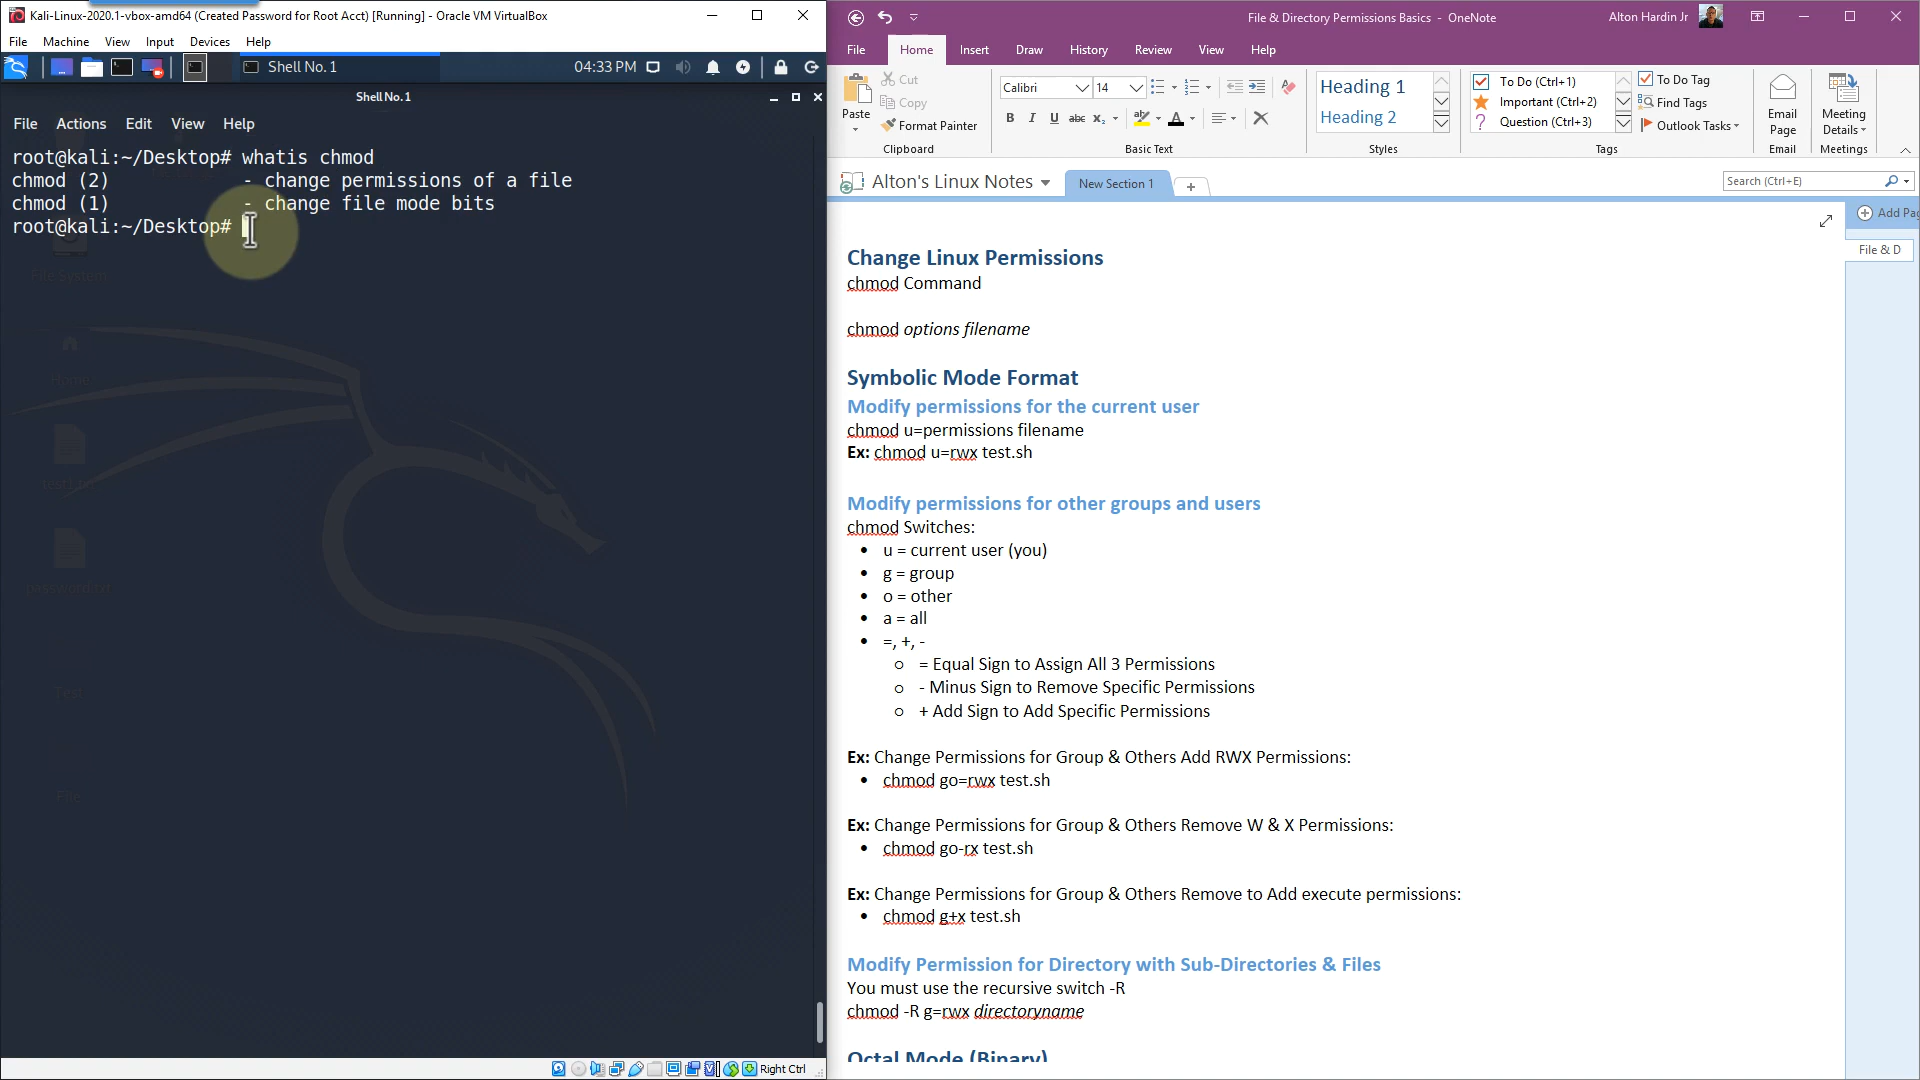 Kali-Linux-2020.1-vbox-amd64 (Created Password for Root Acct) [Running] - Oracle VM VirtualBox
File Machine View Input Devices Help
Shell No. 1
04:33 PM
Shell No. 1
File Actions Edit View Help
root@kali:~/Desktop# whatis chmod
chmod (2) - change permissions of a file
chmod (1) - change file mode bits
root@kali:~/Desktop#
File System
Home
Test
File
Right Ctrl
File & Directory Permissions Basics - OneNote
Alton Hardin Jr
File Home Insert Draw History Review View Help
Paste
Cut
Copy
Format Painter
Clipboard
Calibri 14
B I U abc X₂ A
Basic Text
Heading 1
Heading 2
Styles
To Do (Ctrl+1)
Important (Ctrl+2)
Question (Ctrl+3)
To Do Tag
Find Tags
Outlook Tasks
Tags
Email Page
Email
Meeting Details
Meetings
Alton's Linux Notes
New Section 1
+
Search (Ctrl+E)
Add Pag
File & D
Change Linux Permissions
chmod Command
chmod options filename
Symbolic Mode Format
Modify permissions for the current user
chmod u=permissions filename
Ex: chmod u=rwx test.sh
Modify permissions for other groups and users
chmod Switches:
• u = current user (you)
• g = group
• o = other
• a = all
• =, +, -
o = Equal Sign to Assign All 3 Permissions
o - Minus Sign to Remove Specific Permissions
o + Add Sign to Add Specific Permissions
Ex: Change Permissions for Group & Others Add RWX Permissions:
• chmod go=rwx test.sh
Ex: Change Permissions for Group & Others Remove W & X Permissions:
• chmod go-rx test.sh
Ex: Change Permissions for Group & Others Remove to Add execute permissions:
• chmod g+x test.sh
Modify Permission for Directory with Sub-Directories & Files
You must use the recursive switch -R
chmod -R g=rwx directoryname
Octal Mode (Binary)